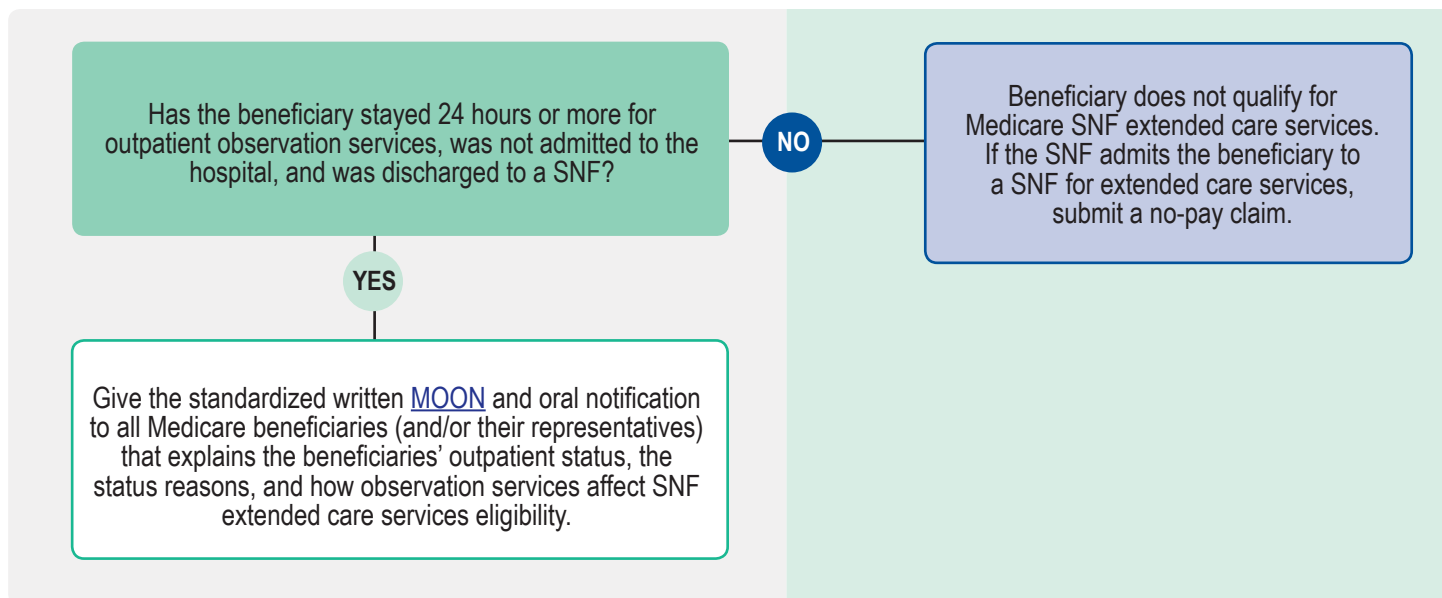 Has the beneficiary stayed 24 hours or more for
outpatient observation services, was not admitted to the
hospital, and was discharged to a SNF?
NO
Beneficiary does not qualify for
Medicare SNF extended care services.
If the SNF admits the beneficiary to
a SNF for extended care services,
submit a no-pay claim.
YES
Give the standardized written MOON and oral notification
to all Medicare beneficiaries (and/or their representatives)
that explains the beneficiaries’ outpatient status, the
status reasons, and how observation services affect SNF
extended care services eligibility.